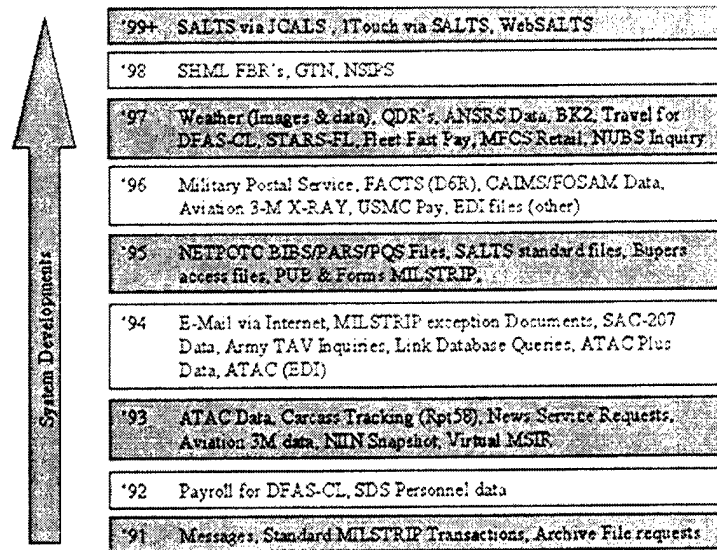 '99+ SALTS via JCALS , ITouch via SALTS, WebSALTS
'98 SHML FBR's, GTN, NSIPS
'97 Weather (Images & data), QDR's, ANSRS Data, BK2, Travel for
DFAS-CL, STARS-FL, Fleet Fast Pay, MFCS Retail, NUBS Inquiry
'96 Military Postal Service, FACTS (D6R), CAIMS/FOSAM Data,
Aviation 3-M X-RAY, USMC Pay, EDI files (other)
'95 NETPOTC BIBS/PARS/PQS Files, SALTS standard files, Bupers
access files, PUB & Forms MILSTRIP,
'94 E-Mail via Internet, MILSTRIP exception Documents, SAC-207
Data, Army TAV Inquiries, Link Database Queries, ATAC Plus
Data, ATAC (EDI)
'93 ATAC Data, Carcass Tracking (Rpt58), News Service Requests,
Aviation 3M data, NIIN Snapshot, Virtual MSIR,
'92 Payroll for DFAS-CL, SDS Personnel data
'91 Messages, Standard MILSTRIP Transactions, Archive File requests
System Developments